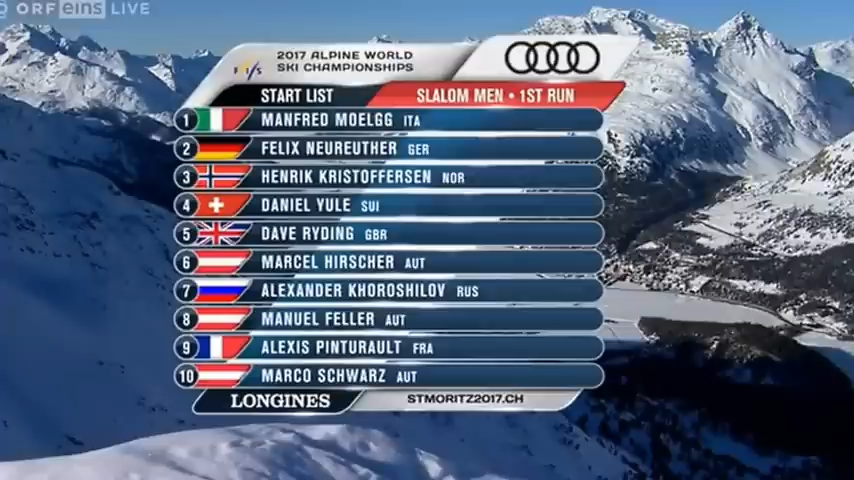 ORF eins LIVE
2017 ALPINE WORLD
SKI CHAMPIONSHIPS
FIS
START LIST SLALOM MEN • 1ST RUN
1 MANFRED MOELGG ITA
2 FELIX NEUREUTHER GER
3 HENRIK KRISTOFFERSEN NOR
4 DANIEL YULE SUI
5 DAVE RYDING GBR
6 MARCEL HIRSCHER AUT
7 ALEXANDER KHOROSHILOV RUS
8 MANUEL FELLER AUT
9 ALEXIS PINTURAULT FRA
10 MARCO SCHWARZ AUT
LONGINES STMORITZ2017.CH